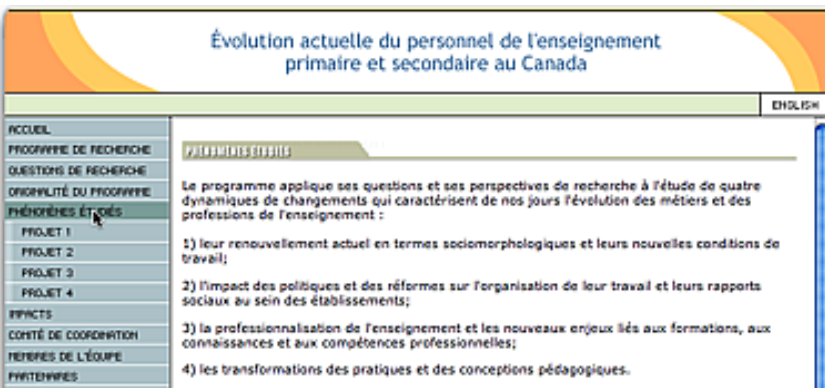 Évolution actuelle du personnel de l'enseignement
primaire et secondaire au Canada
ENGLISH
ACCUEIL
PROGRAMME DE RECHERCHE
QUESTIONS DE RECHERCHE
ORIGINALITÉ DU PROGRAMME
PHÉNOMÈNES ÉTUDIÉS
PROJET 1
PROJET 2
PROJET 3
PROJET 4
IMPACTS
COMITÉ DE COORDINATION
MEMBRES DE L'ÉQUIPE
PARTENAIRES
PHÉNOMÈNES ÉTUDIÉS
Le programme applique ses questions et ses perspectives de recherche à l'étude de quatre
dynamiques de changements qui caractérisent de nos jours l'évolution des métiers et des
professions de l'enseignement :
1) leur renouvellement actuel en termes sociomorphologiques et leurs nouvelles conditions de
travail;
2) l'impact des politiques et des réformes sur l'organisation de leur travail et leurs rapports
sociaux au sein des établissements;
3) la professionnalisation de l'enseignement et les nouveaux enjeux liés aux formations, aux
connaissances et aux compétences professionnelles;
4) les transformations des pratiques et des conceptions pédagogiques.